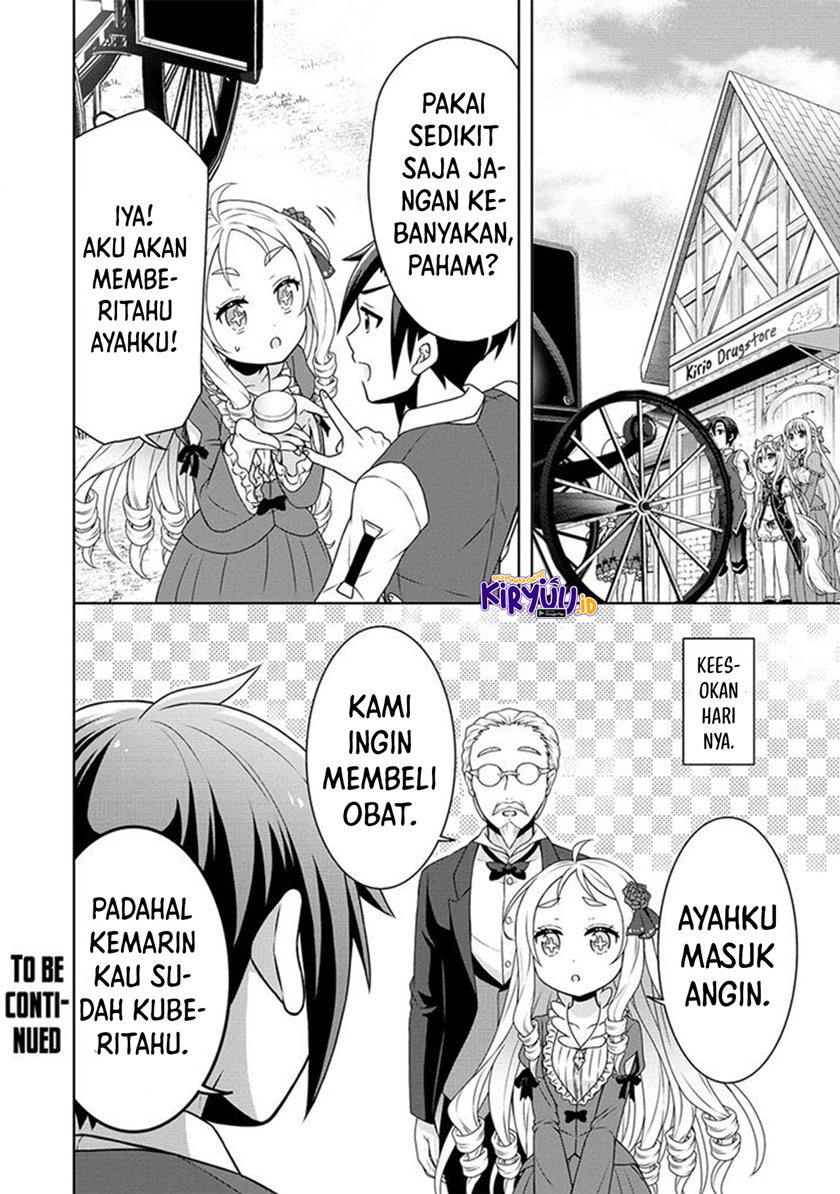 Kirio Drugstore
PAKAI
SEDIKIT
SAJA JA-
NGAN KE-
BANYAKAN,
PAHAM?
IYA!
AKU AKAN
MEMBE-
RITAHU
AYAHKU!
KIRYUU.ID
KEES-
OKAN
HARI
NYA.
AYAHKU
MASUK
ANGIN.
KAMI
INGIN
MEMBELI
OBAT.
PADAHAL
KEMARIN
KAU SU-
DAH KUBE-
RITAHU.
TO BE
CONTI-
NUED